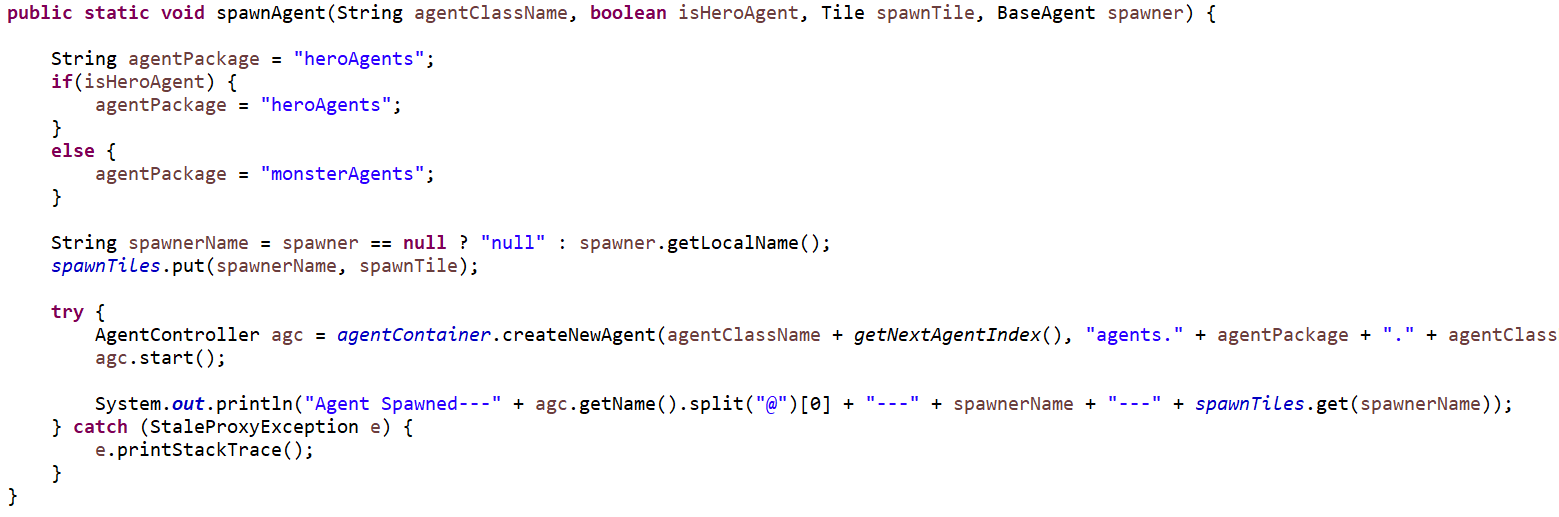 public static void spawnAgent(String agentClassName, boolean isHeroAgent, Tile spawnTile, BaseAgent spawner) {
    String agentPackage = "heroAgents";
    if(isHeroAgent) {
        agentPackage = "heroAgents";
    }
    else {
        agentPackage = "monsterAgents";
    }
    String spawnerName = spawner == null ? "null" : spawner.getLocalName();
    spawnTiles.put(spawnerName, spawnTile);
    try {
        AgentController agc = agentContainer.createNewAgent(agentClassName + getNextAgentIndex(), "agents." + agentPackage + "." + agentClass
        agc.start();
        System.out.println("Agent Spawned---" + agc.getName().split("@")[0] + "---" + spawnerName + "---" + spawnTiles.get(spawnerName));
    } catch (StaleProxyException e) {
        e.printStackTrace();
    }
}